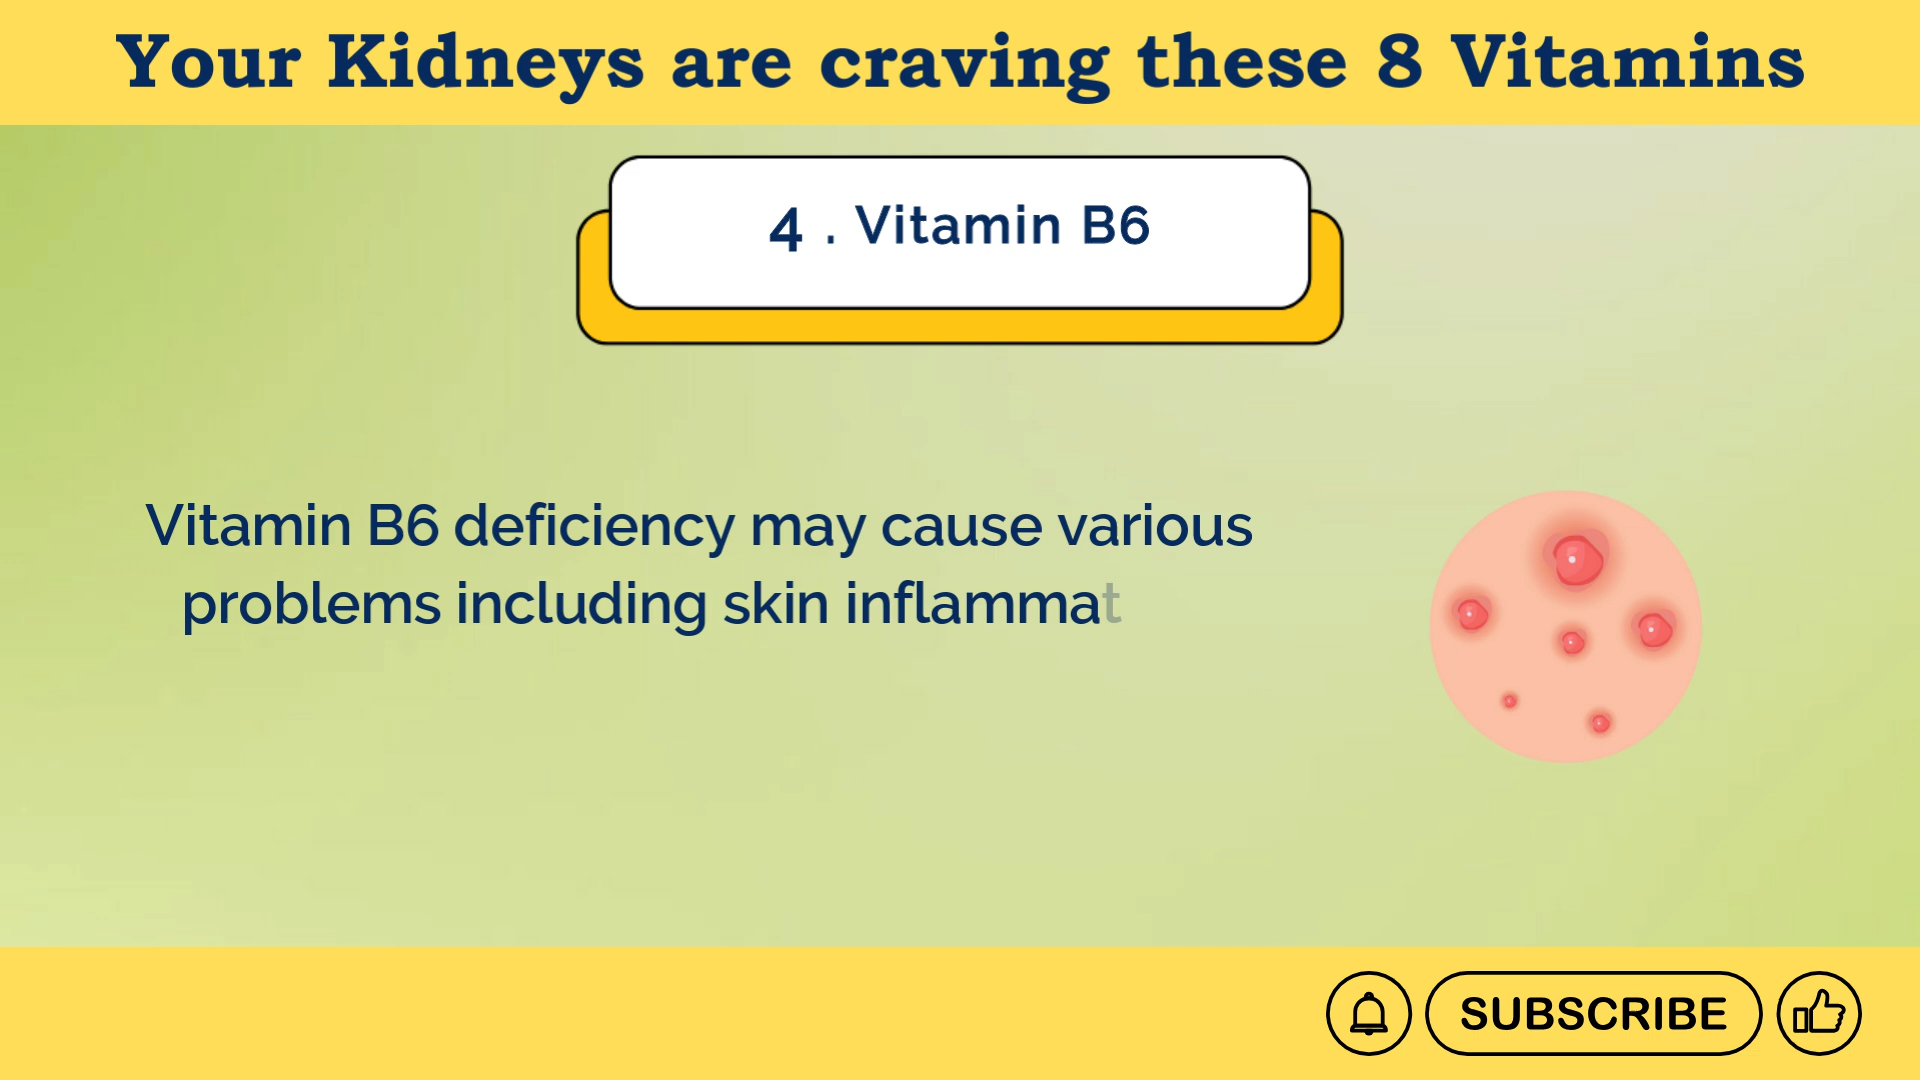 Your Kidneys are craving these 8 Vitamins
4 . Vitamin B6
Vitamin B6 deficiency may cause various
problems including skin inflammat
SUBSCRIBE